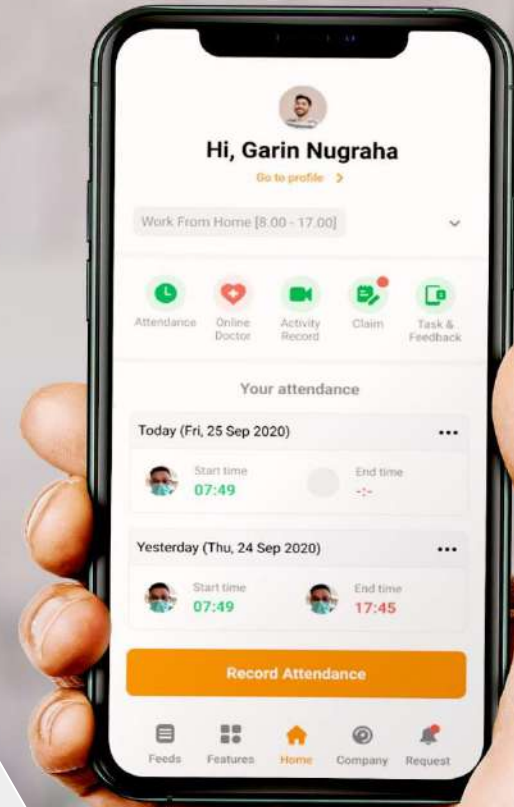 Hi, Garin Nugraha
Go to profile >
Work From Home [8.00 - 17.00]
Attendance
Online
Doctor
Activity
Record
Claim
Task &
Feedback
Your attendance
Today (Fri, 25 Sep 2020)
Start time
07:49
End time
-:-
Yesterday (Thu, 24 Sep 2020)
Start time
07:49
End time
17:45
Record Attendance
Feeds
Features
Home
Company
Request